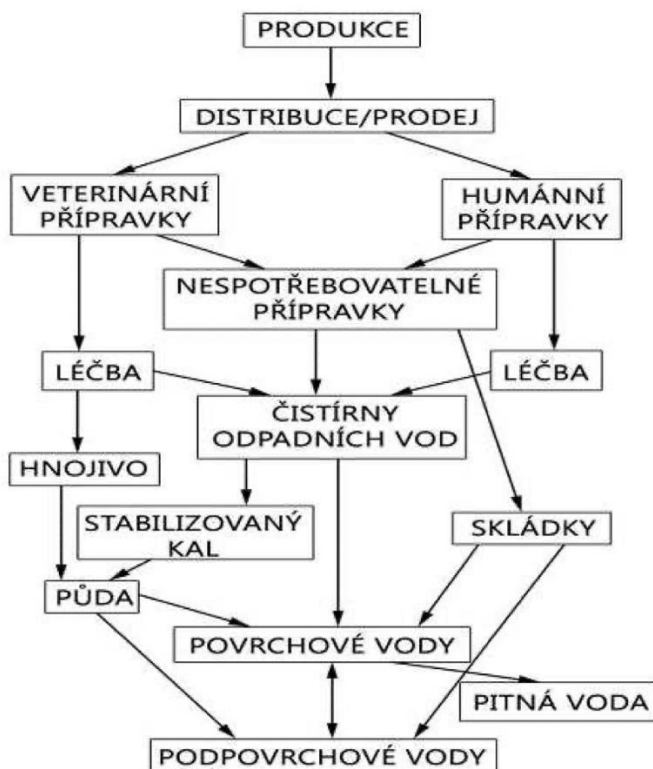 PRODUKCE
DISTRIBUCE/PRODEJ
VETERINÁRNÍ
PŘÍPRAVKY
HUMÁNNÍ
PŘÍPRAVKY
NESPOTŘEBOVATELNÉ
PŘÍPRAVKY
LÉČBA
LÉČBA
ČISTÍRNY
ODPADNÍCH VOD
HNOJIVO
STABILIZOVANÝ
KAL
SKLÁDKY
PŮDA
POVRCHOVÉ VODY
PITNÁ VODA
PODPOVRCHOVÉ VODY